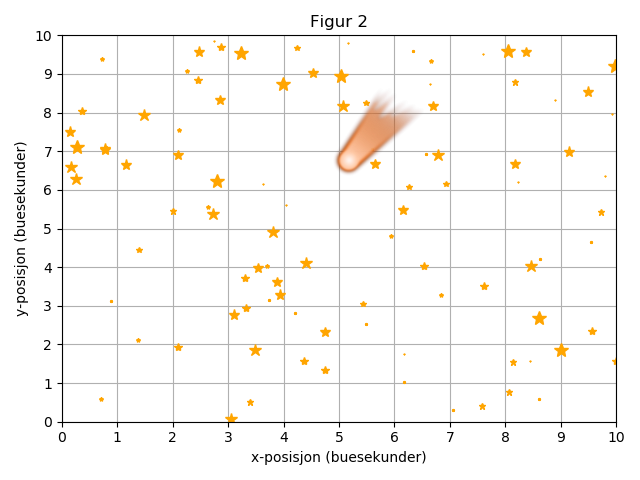 Figur 2
10
9
8
7
6
5
4
3
2
1
0
y-posisjon (buesekunder)
0 1 2 3 4 5 6 7 8 9 10
x-posisjon (buesekunder)